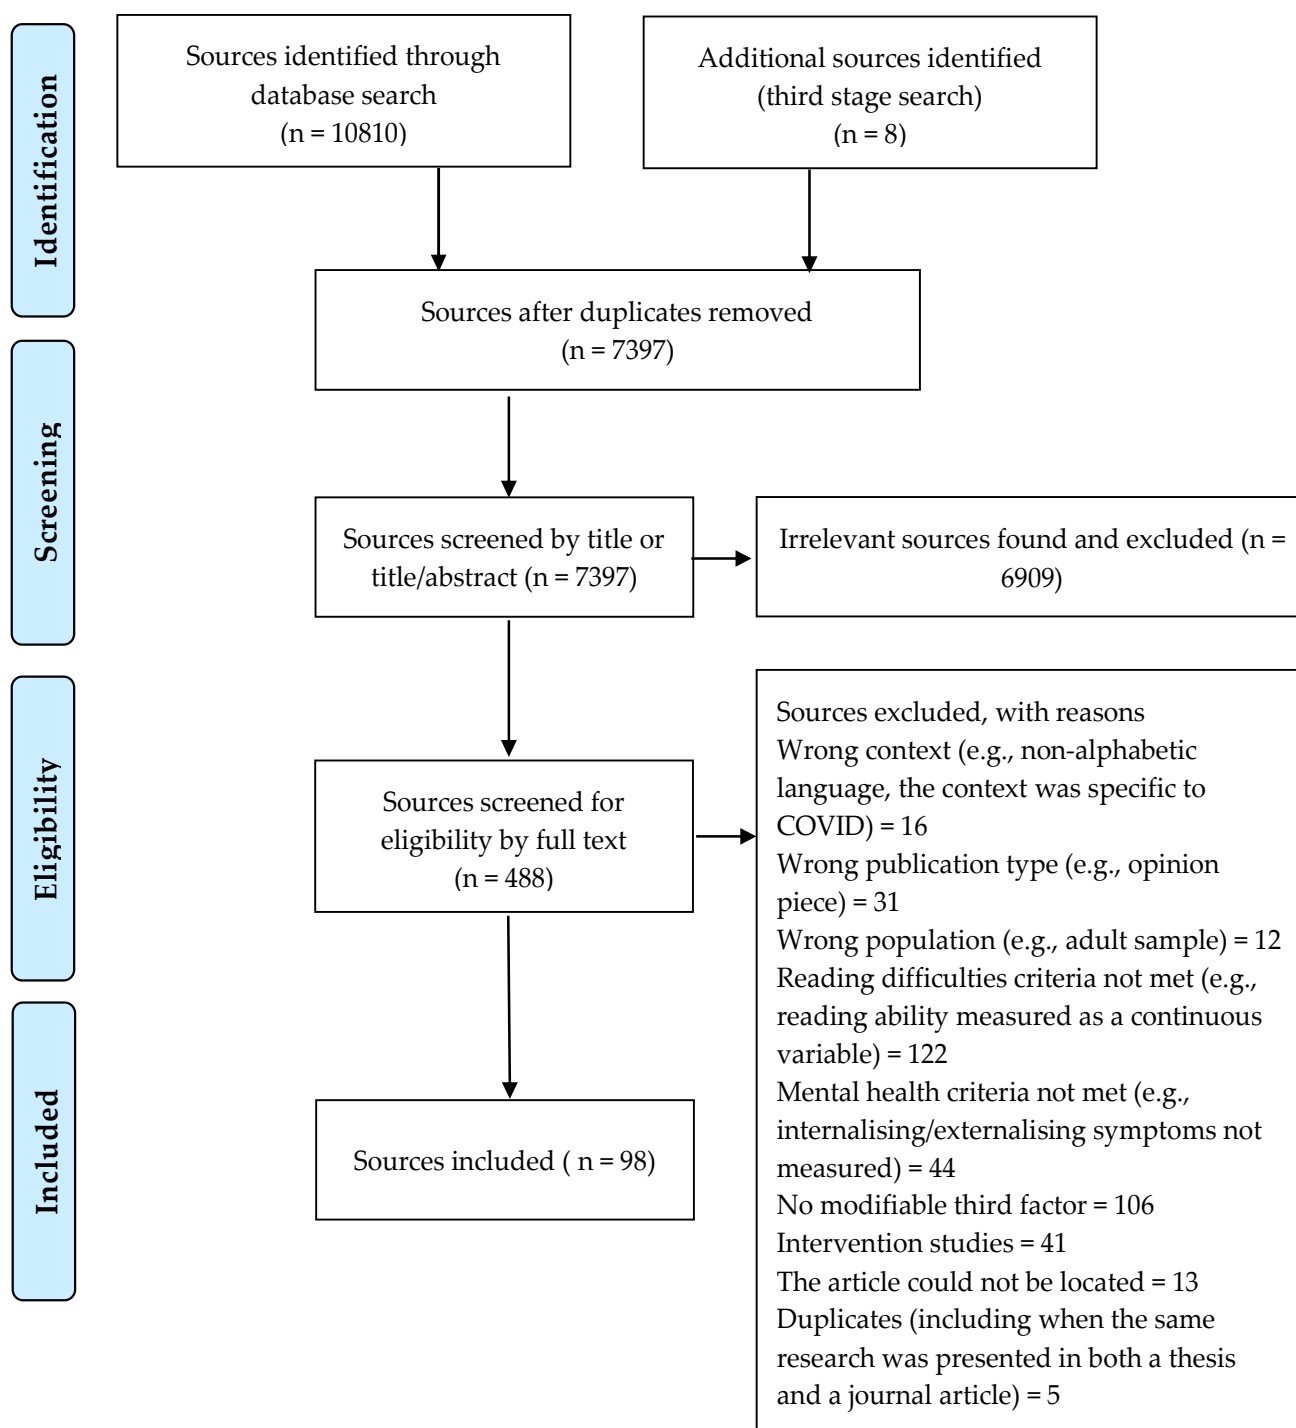 Identification
Sources identified through
database search
(n = 10810)
Additional sources identified
(third stage search)
(n = 8)
Sources after duplicates removed
(n = 7397)
Screening
Sources screened by title or
title/abstract (n = 7397)
Irrelevant sources found and excluded (n =
6909)
Eligibility
Sources screened for
eligibility by full text
(n = 488)
Sources excluded, with reasons
Wrong context (e.g., non-alphabetic
language, the context was specific to
COVID) = 16
Wrong publication type (e.g., opinion
piece) = 31
Wrong population (e.g., adult sample) = 12
Reading difficulties criteria not met (e.g.,
reading ability measured as a continuous
variable) = 122
Mental health criteria not met (e.g.,
internalising/externalising symptoms not
measured) = 44
No modifiable third factor = 106
Intervention studies = 41
The article could not be located = 13
Duplicates (including when the same
research was presented in both a thesis
and a journal article) = 5
Included
Sources included ( n = 98)